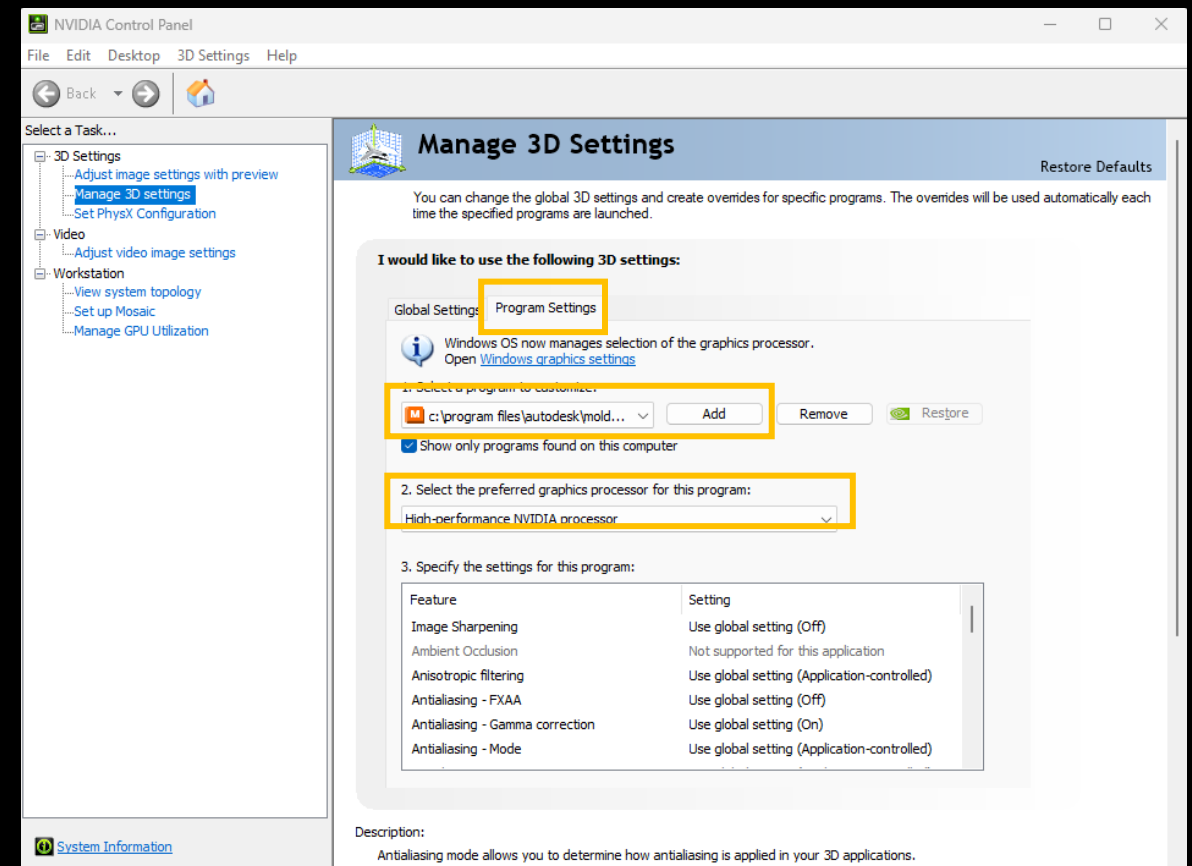 NVIDIA Control Panel
File Edit Desktop 3D Settings Help
Back
Select a Task...
3D Settings
Adjust image settings with preview
Manage 3D settings
Set PhysX Configuration
Video
Adjust video image settings
Workstation
View system topology
Set up Mosaic
Manage GPU Utilization
System Information
Manage 3D Settings
Restore Defaults
You can change the global 3D settings and create overrides for specific programs. The overrides will be used automatically each
time the specified programs are launched.
I would like to use the following 3D settings:
Global Settings Program Settings
Windows OS now manages selection of the graphics processor.
Open Windows graphics settings
1. Select a program to customize:
c:\program files\autodesk\mold... Add Remove Restore
Show only programs found on this computer
2. Select the preferred graphics processor for this program:
High-performance NVIDIA processor
3. Specify the settings for this program:
Feature Setting
Image Sharpening Use global setting (Off)
Ambient Occlusion Not supported for this application
Anisotropic filtering Use global setting (Application-controlled)
Antialiasing - FXAA Use global setting (Off)
Antialiasing - Gamma correction Use global setting (On)
Antialiasing - Mode Use global setting (Application-controlled)
Description:
Antialiasing mode allows you to determine how antialiasing is applied in your 3D applications.